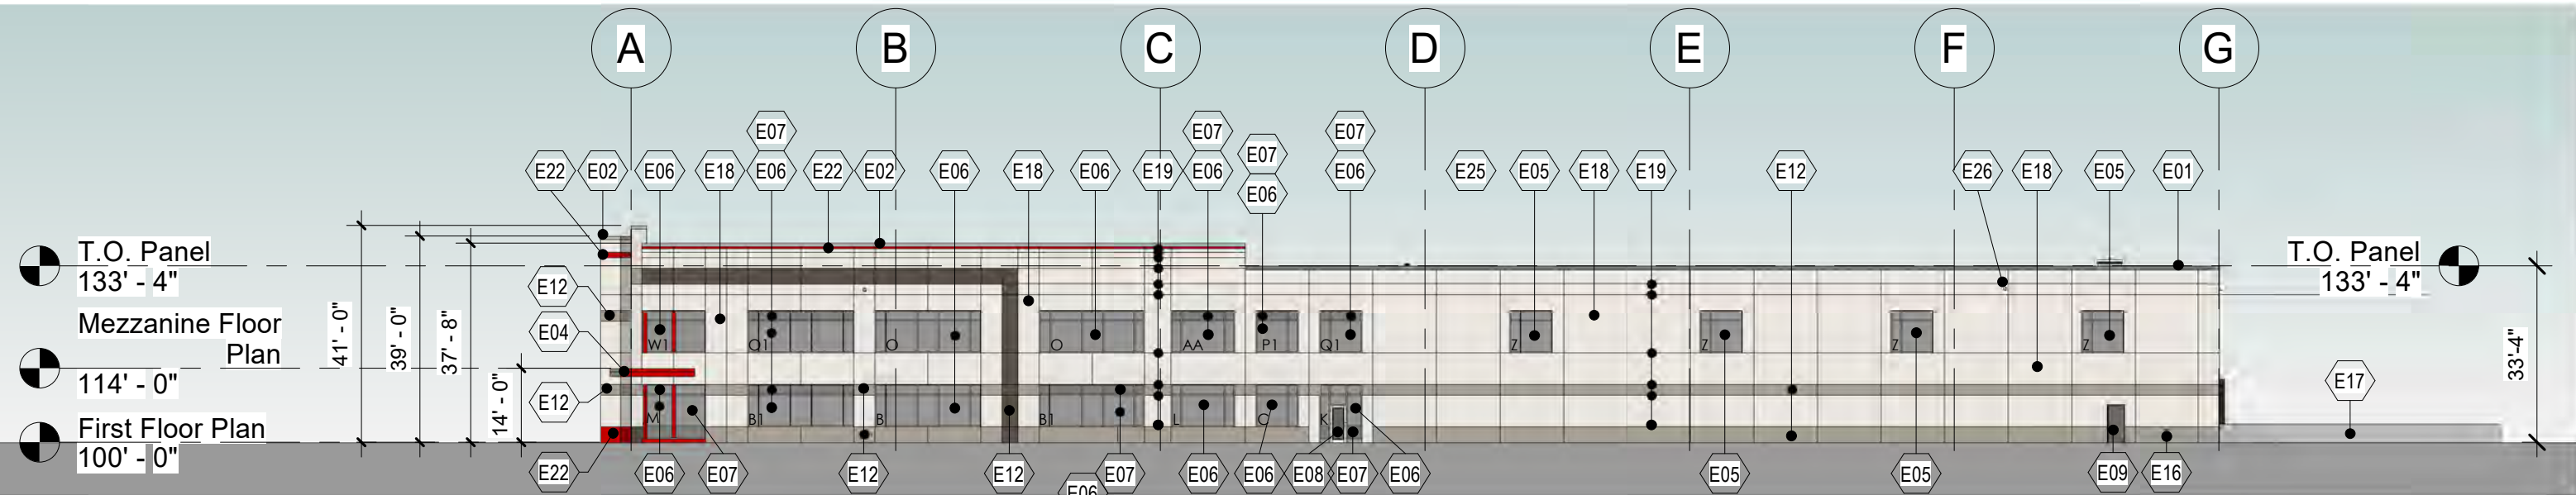 A B C D E F G
E07 E07 E07 E07
E22 E02 E06 E18 E06 E22 E02 E06 E18 E06 E19 E06 E06 E06 E25 E05 E18 E19 E12 E26 E18 E05 E01
T.O. Panel
133' - 4"
T.O. Panel
133' - 4"
E12
Mezzanine Floor
Plan
E04
114' - 0"
41' - 0"
39' - 0"
37' - 8"
14' - 0"
33'-4"
W1 Q1 O O AA P1 Q1 Z Z Z Z
E12
E17
M B1 B B1 L C K
First Floor Plan
100' - 0"
E22 E06 E07 E12 E12 E06 E07 E06 E06 E08 E07 E06 E05 E05 E09 E16